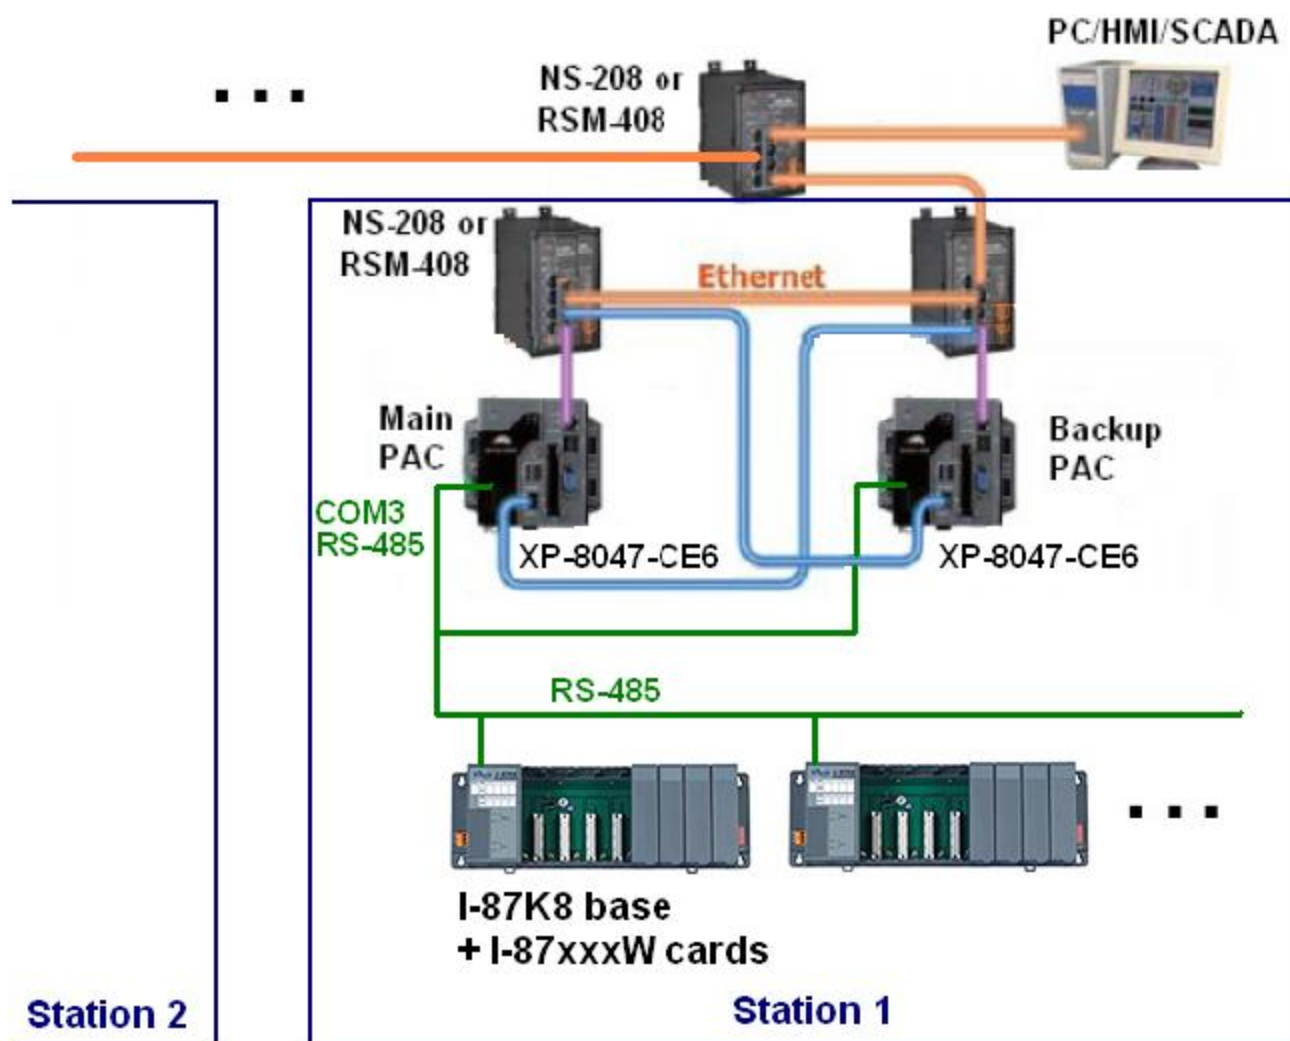 PC/HMI/SCADA
NS-208 or
RSM-408
. . .
NS-208 or
RSM-408
Ethernet
Main
PAC
Backup
PAC
COM3
RS-485
XP-8047-CE6
XP-8047-CE6
RS-485
. . .
I-87K8 base
+ I-87xxxW cards
Station 2
Station 1